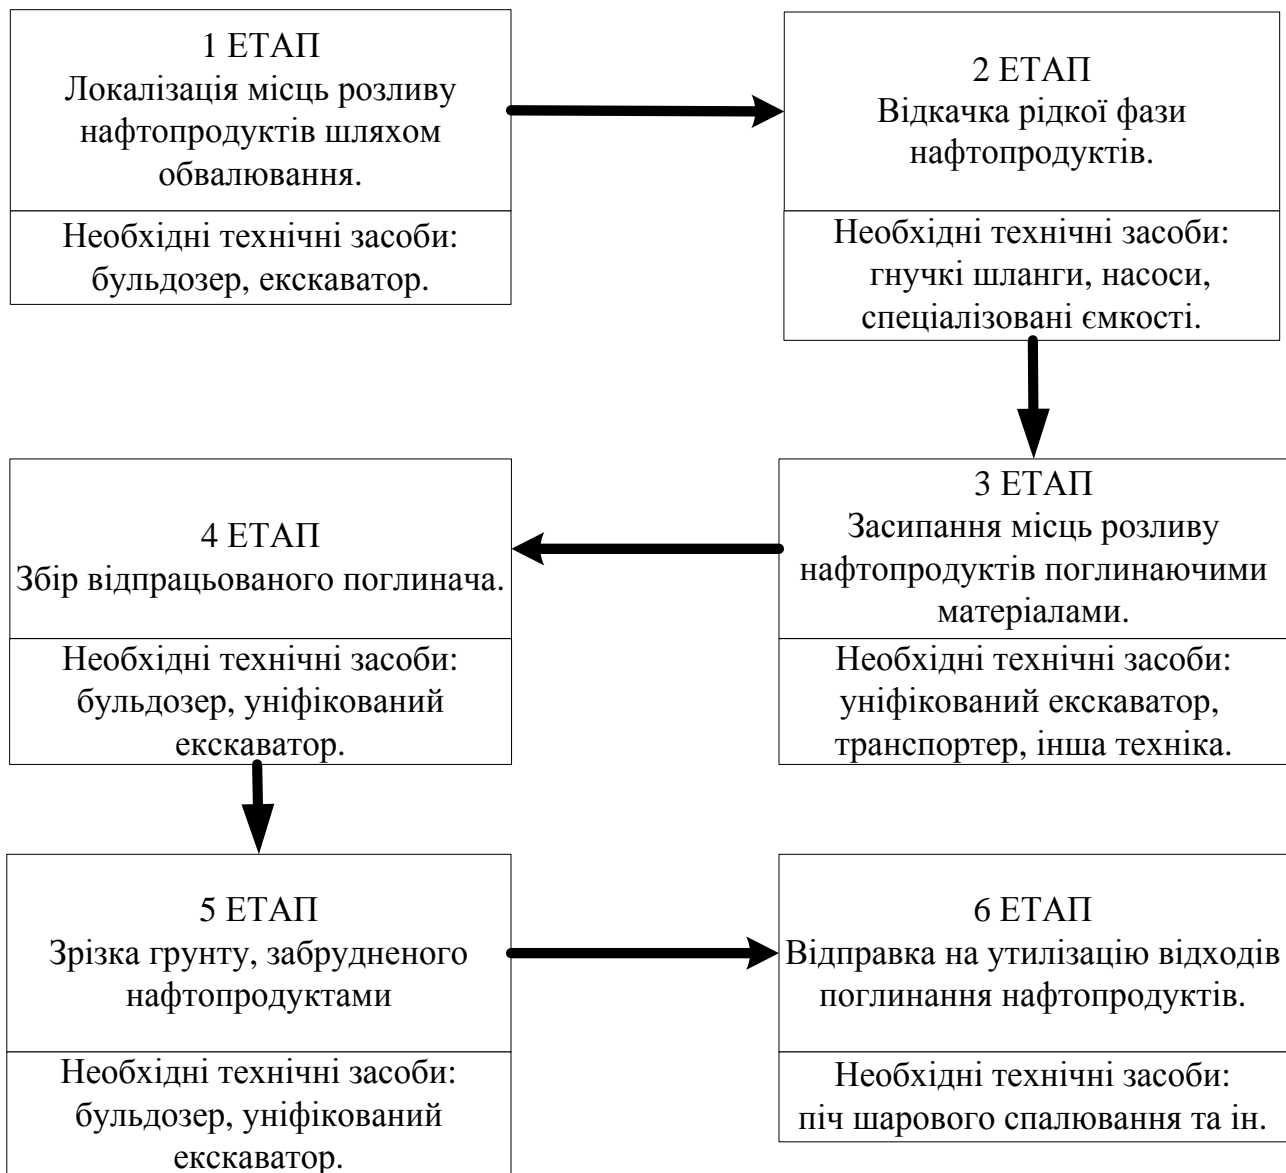 1 ЕТАП
Локалізація місць розливу
нафтопродуктів шляхом
обвалювання.
Необхідні технічні засоби:
бульдозер, екскаватор.
2 ЕТАП
Відкачка рідкої фази
нафтопродуктів.
Необхідні технічні засоби:
гнучкі шланги, насоси,
спеціалізовані ємкості.
3 ЕТАП
Засипання місць розливу
нафтопродуктів поглинаючими
матеріалами.
Необхідні технічні засоби:
уніфікований екскаватор,
транспортер, інша техніка.
4 ЕТАП
Збір відпрацьованого поглинача.
Необхідні технічні засоби:
бульдозер, уніфікований
екскаватор.
5 ЕТАП
Зрізка грунту, забрудненого
нафтопродуктами
Необхідні технічні засоби:
бульдозер, уніфікований
екскаватор.
6 ЕТАП
Відправка на утилізацію відходів
поглинання нафтопродуктів.
Необхідні технічні засоби:
піч шарового спалювання та ін.